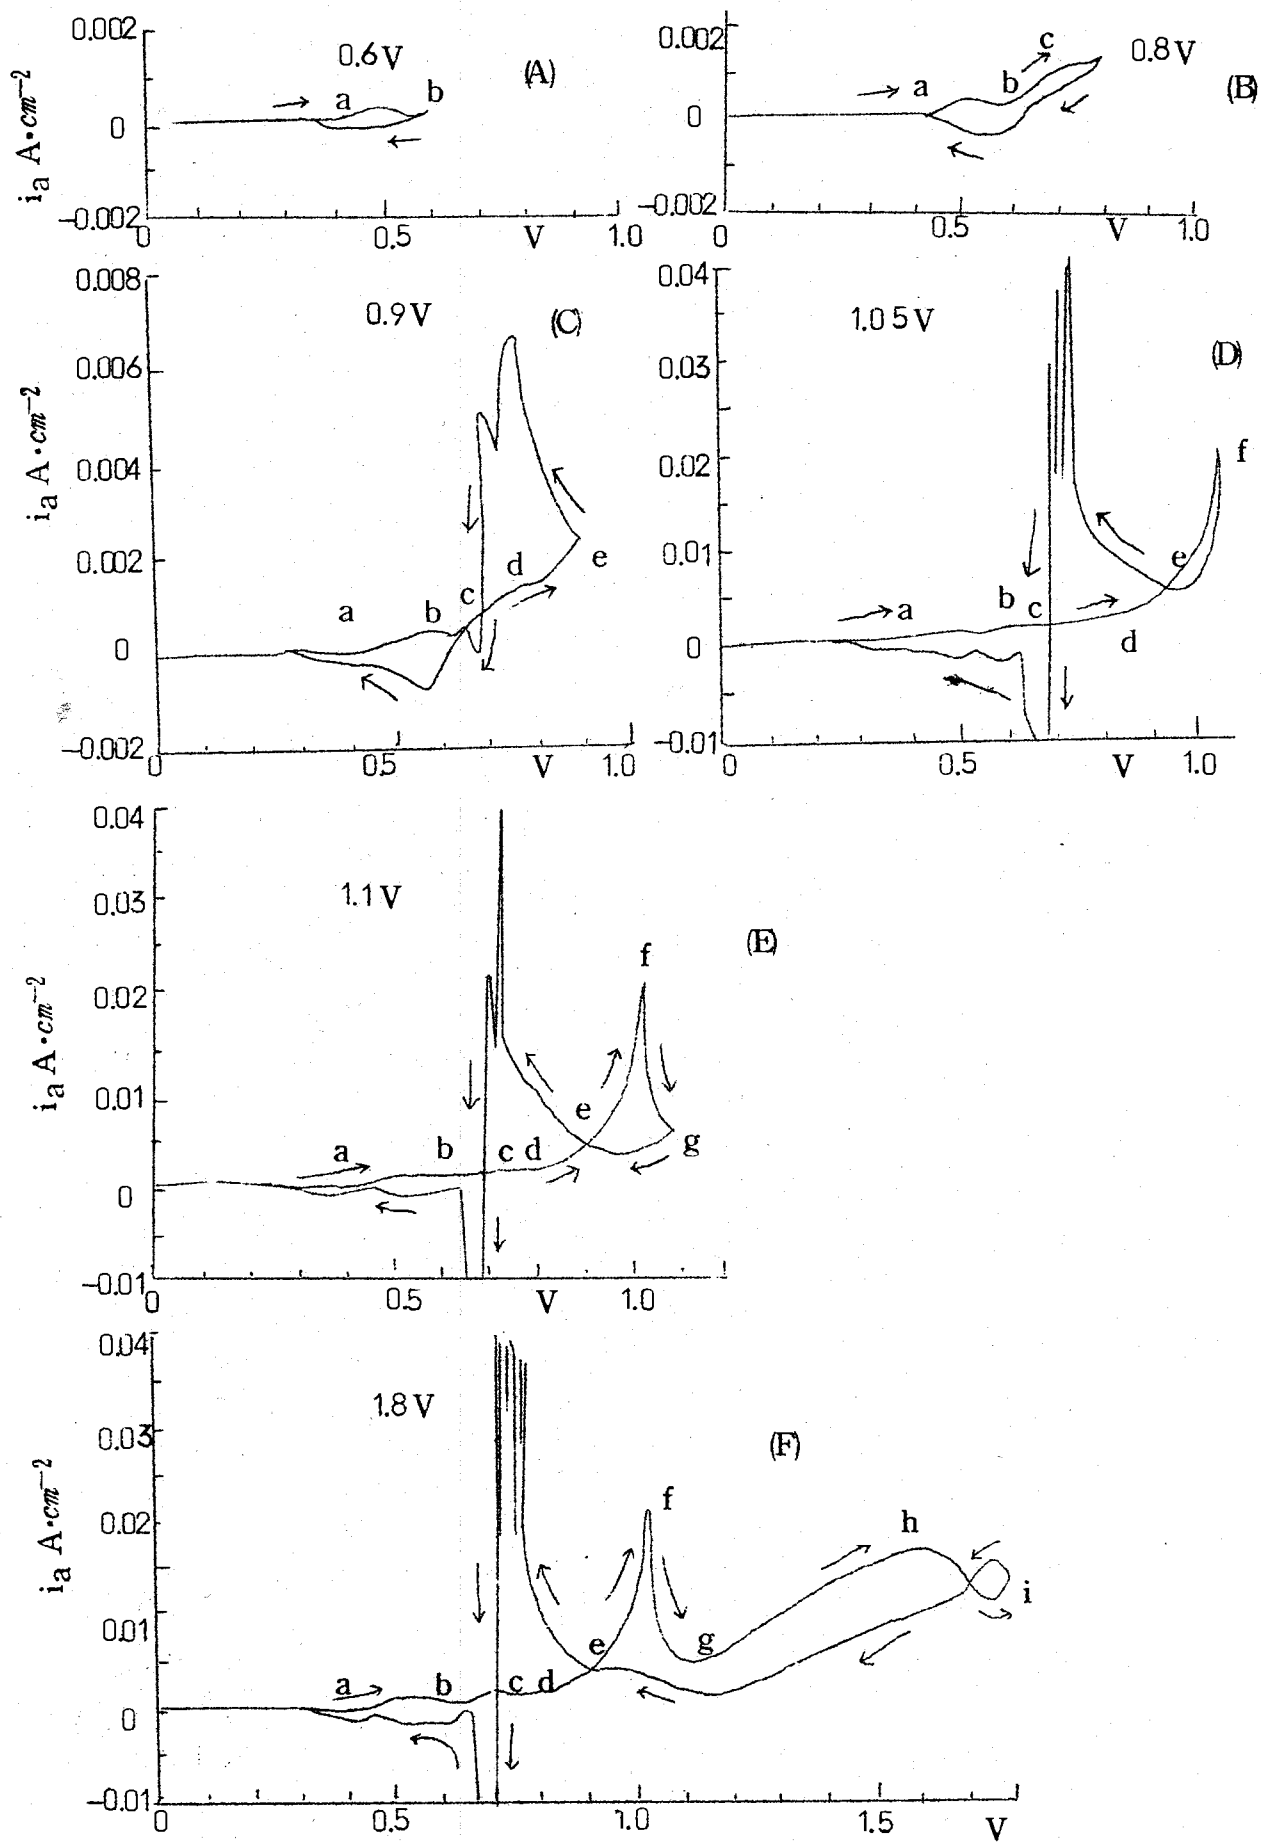 0.002
0.6V
(A)
a
b
0
-0.002
0
0.5
V
1.0
i_a A·cm⁻²
0.002
c
0.8V
a
b
(B)
0
-0.002
0
0.5
V
1.0
0.008
0.9V
(C)
0.006
0.004
0.002
a
b
c
d
e
0
-0.002
0
0.5
V
1.0
i_a A·cm⁻²
0.04
1.05V
(D)
0.03
0.02
f
0.01
e
a
b
c
d
0
-0.01
0
0.5
V
1.0
0.04
1.1V
(E)
0.03
f
0.02
0.01
e
a
b
c
d
g
0
-0.01
0
0.5
V
1.0
i_a A·cm⁻²
0.04
1.8V
(F)
0.03
0.02
f
h
i
0.01
e
g
a
b
c
d
0
-0.01
0
0.5
1.0
1.5
V
i_a A·cm⁻²